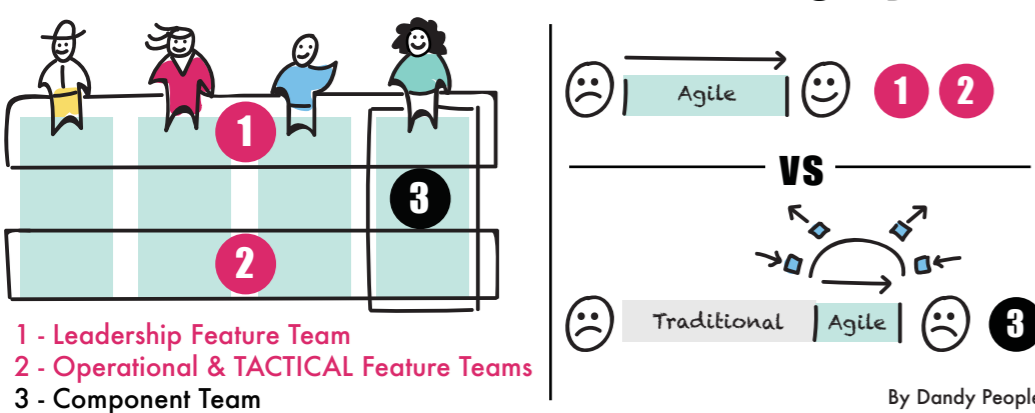 1
3
2
1 - Leadership Feature Team
2 - Operational & TACTICAL Feature Teams
3 - Component Team
Agile
1 2
VS
Traditional Agile
3
By Dandy People